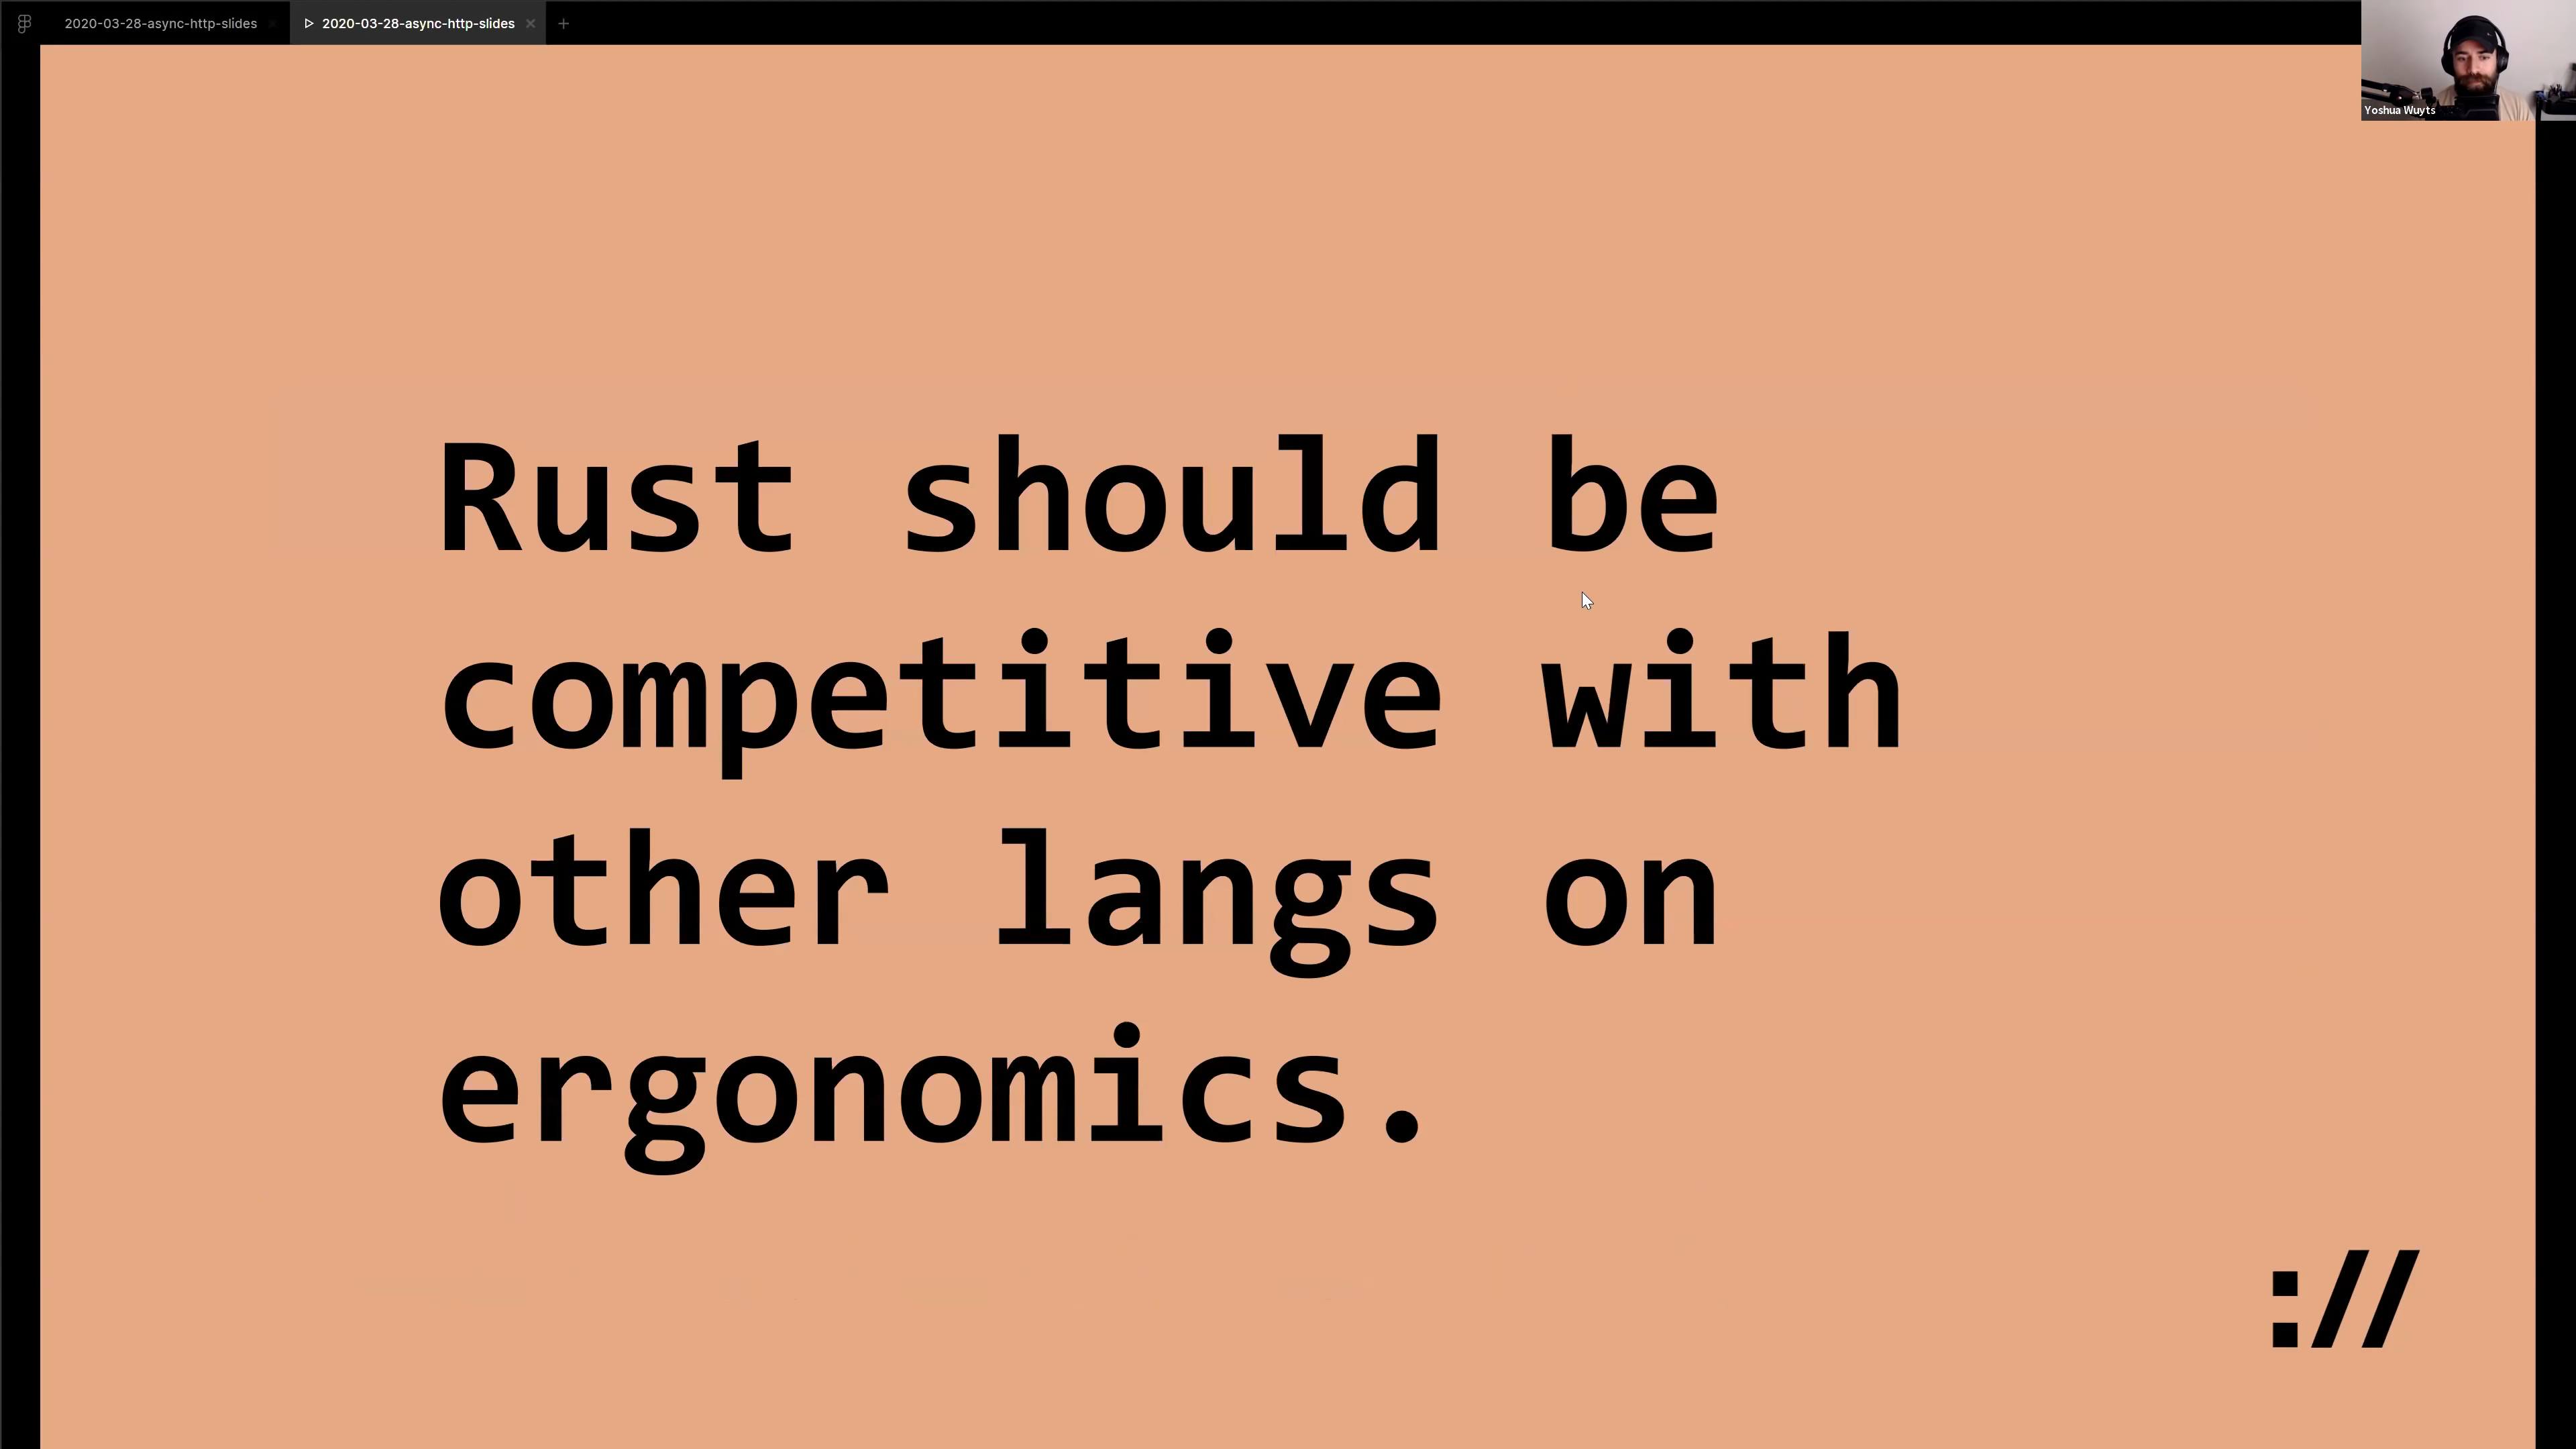 2020-03-28-async-http-slides
2020-03-28-async-http-slides
Yoshua Wuyts
Rust should be
competitive with
other langs on
ergonomics.
://